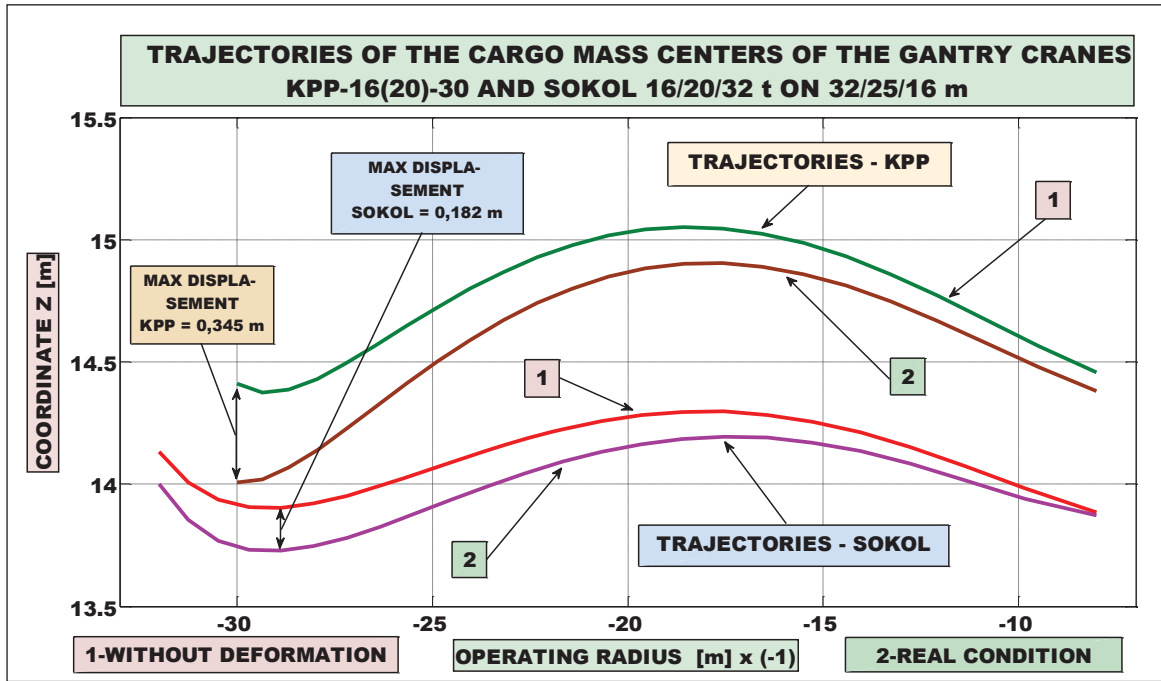 TRAJECTORIES OF THE CARGO MASS CENTERS OF THE GANTRY CRANES
KPP-16(20)-30 AND SOKOL 16/20/32 t ON 32/25/16 m
15.5
15
14.5
14
13.5
COORDINATE Z [m]
MAX DISPLA-
SEMENT
SOKOL = 0,182 m
TRAJECTORIES - KPP
1
MAX DISPLA-
SEMENT
KPP = 0,345 m
1
2
2
TRAJECTORIES - SOKOL
-30
-25
-20
-15
-10
1-WITHOUT DEFORMATION
OPERATING RADIUS [m] x (-1)
2-REAL CONDITION